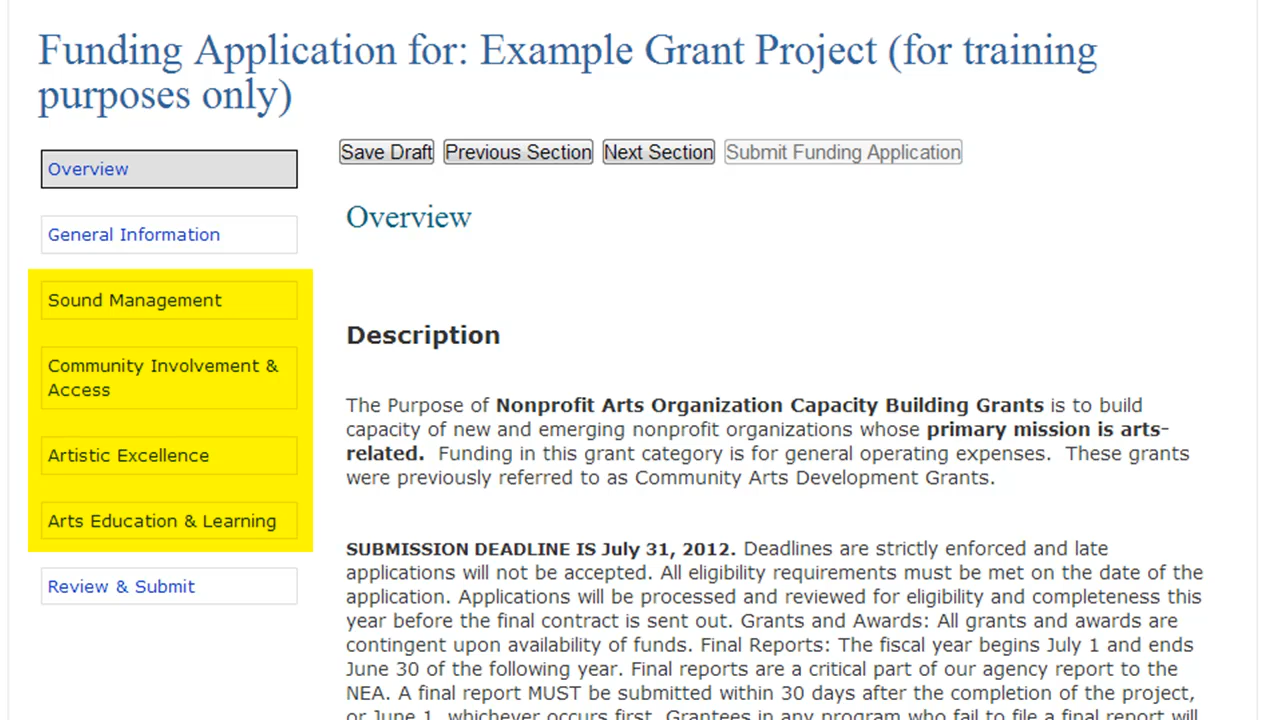 Funding Application for: Example Grant Project (for training
purposes only)
Overview
General Information
Sound Management
Community Involvement &
Access
Artistic Excellence
Arts Education & Learning
Review & Submit
Save Draft Previous Section Next Section Submit Funding Application
Overview
Description
The Purpose of Nonprofit Arts Organization Capacity Building Grants is to build
capacity of new and emerging nonprofit organizations whose primary mission is arts-
related.  Funding in this grant category is for general operating expenses.  These grants
were previously referred to as Community Arts Development Grants.
SUBMISSION DEADLINE IS July 31, 2012. Deadlines are strictly enforced and late
applications will not be accepted. All eligibility requirements must be met on the date of the
application. Applications will be processed and reviewed for eligibility and completeness this
year before the final contract is sent out. Grants and Awards: All grants and awards are
contingent upon availability of funds. Final Reports: The fiscal year begins July 1 and ends
June 30 of the following year. Final reports are a critical part of our agency report to the
NEA. A final report MUST be submitted within 30 days after the completion of the project,
or June 1, whichever occurs first. Grantees in any program who fail to file a final report will